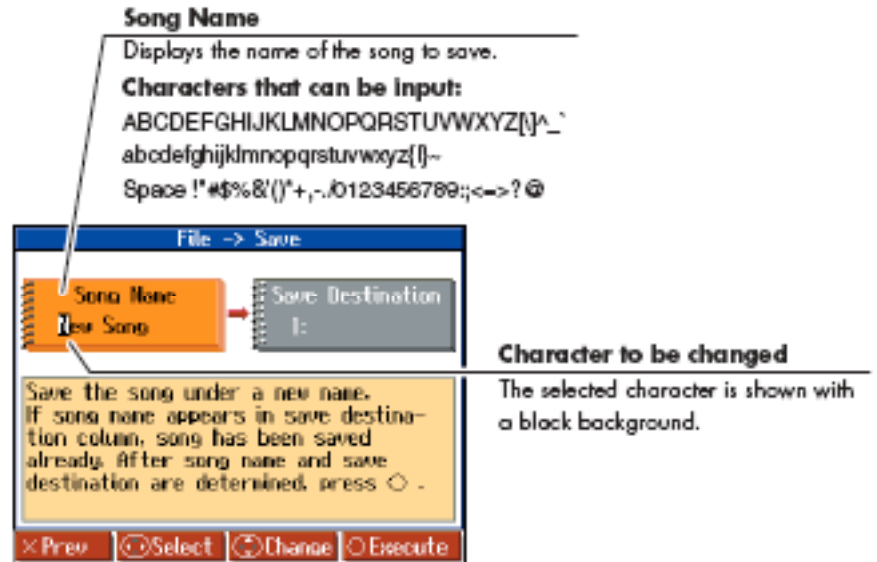 Song Name
Displays the name of the song to save.
Characters that can be input:
ABCDEFGHIJKLMNOPQRSTUVWXYZ[\]^_`
abcdefghijklmnopqrstuvwxyz{|}~
Space !"#$%&'()*+,-./0123456789:;<=>?@
File -> Save
Song Name
New Song
Save Destination
1:
Character to be changed
The selected character is shown with
a black background.
Save the song under a new name.
If song name appears in save destina-
tion column, song has been saved
already. After song name and save
destination are determined, press ○ .
×Prev Select Change ○Execute